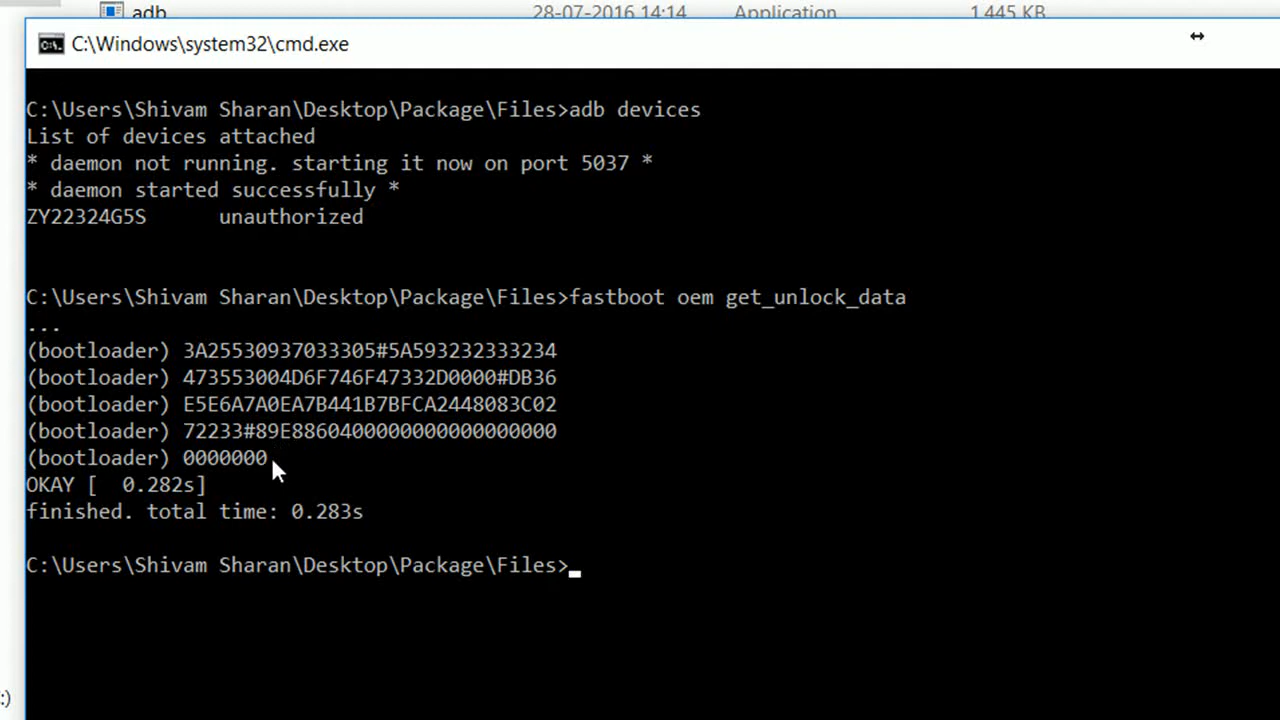 adb 28-07-2016 14:14 Application 1,445 KB
C:\Windows\system32\cmd.exe
C:\Users\Shivam Sharan\Desktop\Package\Files>adb devices
List of devices attached
* daemon not running. starting it now on port 5037 *
* daemon started successfully *
ZY22324G5S unauthorized
C:\Users\Shivam Sharan\Desktop\Package\Files>fastboot oem get_unlock_data
...
(bootloader) 3A25530937033305#5A593232333234
(bootloader) 473553004D6F746F47332D0000#DB36
(bootloader) E5E6A7A0EA7B441B7BFCA2448083C02
(bootloader) 72233#89E88604000000000000000000
(bootloader) 0000000
OKAY [ 0.282s]
finished. total time: 0.283s
C:\Users\Shivam Sharan\Desktop\Package\Files>_
:)